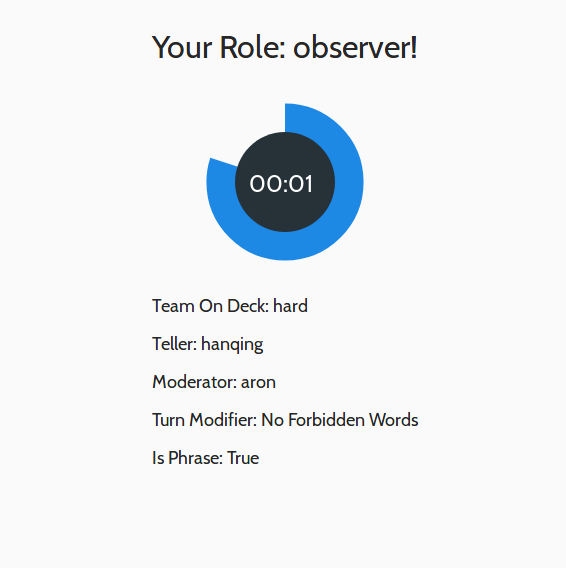 Your Role: observer!
00:01
Team On Deck: hard
Teller: hanqing
Moderator: aron
Turn Modifier: No Forbidden Words
Is Phrase: True